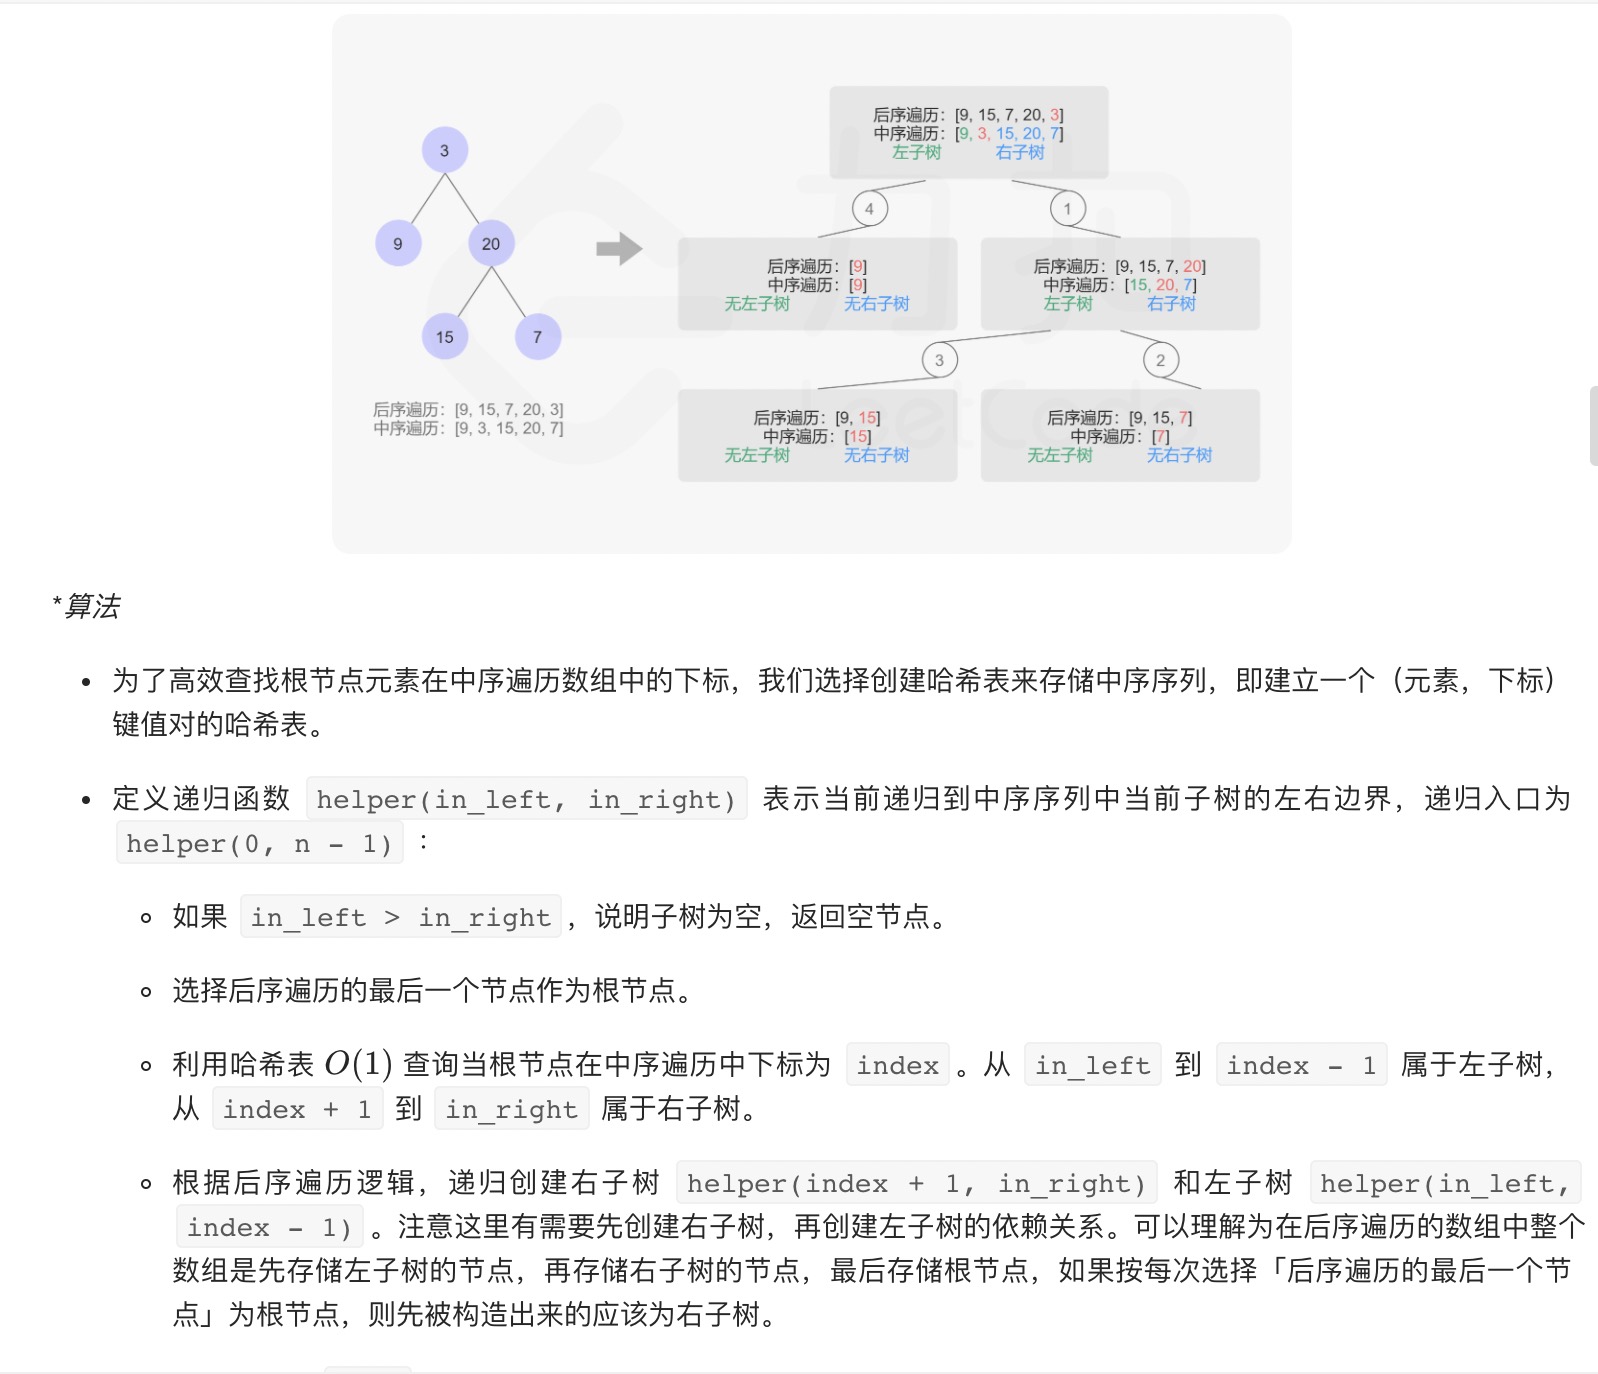 3
9
20
15
7
后序遍历：[9, 15, 7, 20, 3]
中序遍历：[9, 3, 15, 20, 7]
后序遍历：[9, 15, 7, 20, 3]
中序遍历：[9, 3, 15, 20, 7]
左子树 右子树
4
1
后序遍历：[9]
中序遍历：[9]
无左子树 无右子树
后序遍历：[9, 15, 7, 20]
中序遍历：[15, 20, 7]
左子树 右子树
3
2
后序遍历：[9, 15]
中序遍历：[15]
无左子树 无右子树
后序遍历：[9, 15, 7]
中序遍历：[7]
无左子树 无右子树
力扣
LeetCode
*算法
为了高效查找根节点元素在中序遍历数组中的下标，我们选择创建哈希表来存储中序序列，即建立一个（元素，下标）
键值对的哈希表。
定义递归函数 helper(in_left, in_right) 表示当前递归到中序序列中当前子树的左右边界，递归入口为
helper(0, n - 1) ：
如果 in_left > in_right ，说明子树为空，返回空节点。
选择后序遍历的最后一个节点作为根节点。
利用哈希表 O(1) 查询当根节点在中序遍历中下标为 index 。从 in_left 到 index - 1 属于左子树，
从 index + 1 到 in_right 属于右子树。
根据后序遍历逻辑，递归创建右子树 helper(index + 1, in_right) 和左子树 helper(in_left,
index - 1) 。注意这里有需要先创建右子树，再创建左子树的依赖关系。可以理解为在后序遍历的数组中整个
数组是先存储左子树的节点，再存储右子树的节点，最后存储根节点，如果按每次选择「后序遍历的最后一个节
点」为根节点，则先被构造出来的应该为右子树。